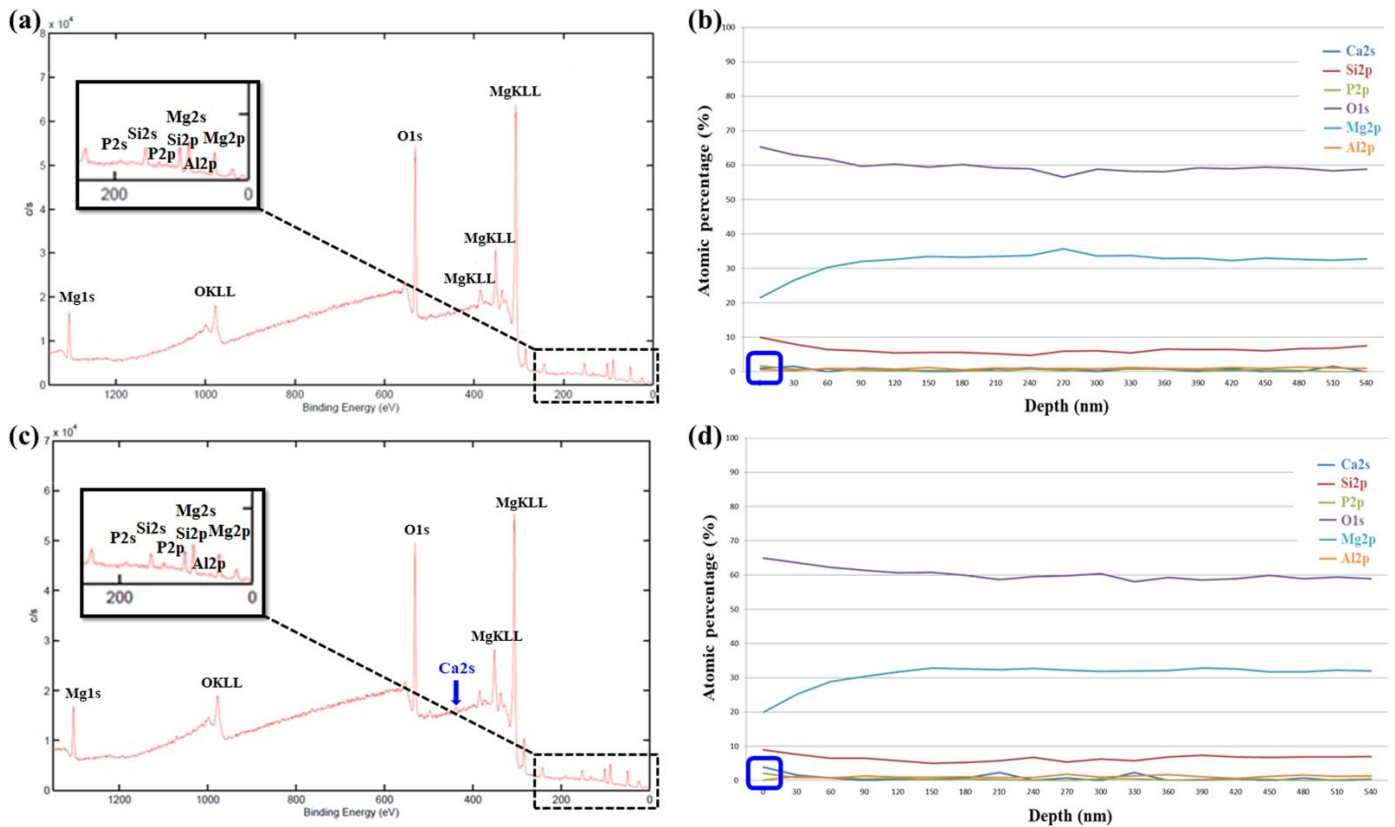 (a)
8 x 10⁴
7
6
5
4
3
2
1
0
c/s
1200
1000
800
600
400
200
0
Binding Energy (eV)
Mg1s
OKLL
O1s
MgKLL
MgKLL
MgKLL
Mg2s
Si2s
Si2p
Mg2p
P2s
P2p
Al2p
200
0
(b)
100
90
80
70
60
50
40
30
20
10
0
Atomic percentage (%)
Ca2s
Si2p
P2p
O1s
Mg2p
Al2p
30 60 90 120 150 180 210 240 270 300 330 360 390 420 450 480 510 540
Depth (nm)
(c)
7 x 10⁴
6
5
4
3
2
1
0
c/s
1200
1000
800
600
400
200
0
Binding Energy (eV)
Mg1s
OKLL
O1s
Ca2s
MgKLL
MgKLL
Mg2s
Si2s
Si2p
Mg2p
P2s
P2p
Al2p
200
0
(d)
100
90
80
70
60
50
40
30
20
10
0
Atomic percentage (%)
Ca2s
Si2p
P2p
O1s
Mg2p
Al2p
0 30 60 90 120 150 180 210 240 270 300 330 360 390 420 450 480 510 540
Depth (nm)